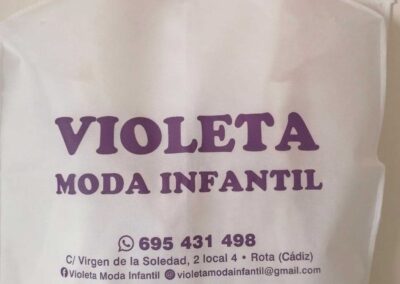 VIOLETA
MODA INFANTIL
695 431 498
C/ Virgen de la Soledad, 2 local 4 • Rota (Cádiz)
Violeta Moda Infantil violetamodainfantil@gmail.com